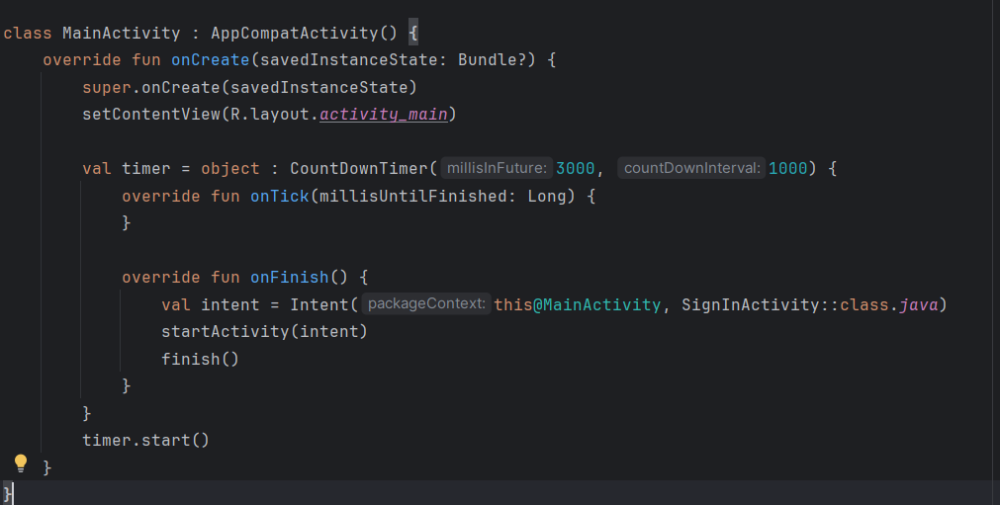 class MainActivity : AppCompatActivity() {
    override fun onCreate(savedInstanceState: Bundle?) {
        super.onCreate(savedInstanceState)
        setContentView(R.layout.activity_main)
        val timer = object : CountDownTimer( millisInFuture: 3000, countDownInterval: 1000) {
            override fun onTick(millisUntilFinished: Long) {
            }
            override fun onFinish() {
                val intent = Intent( packageContext: this@MainActivity, SignInActivity::class.java)
                startActivity(intent)
                finish()
            }
        }
        timer.start()
    }
}